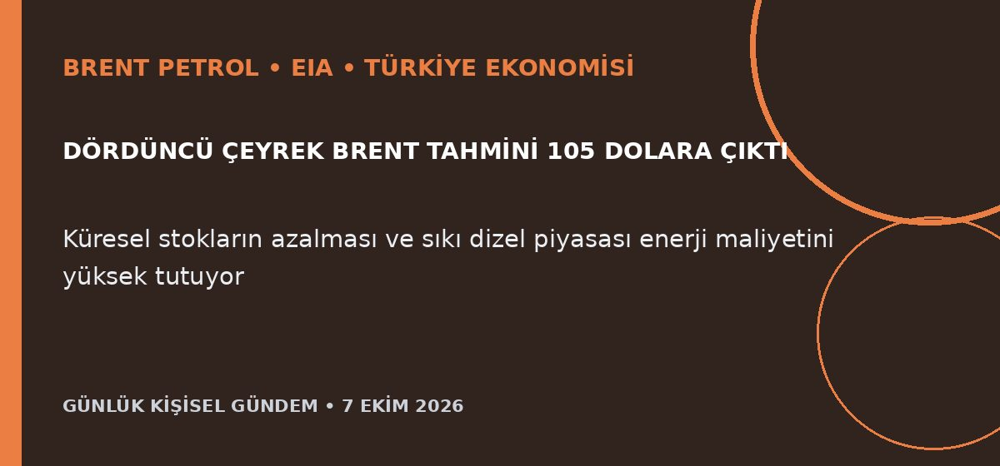 BRENT PETROL • EIA • TÜRKİYE EKONOMİSİ
DÖRDÜNCÜ ÇEYREK BRENT TAHMİNİ 105 DOLARA ÇIKTI
Küresel stokların azalması ve sıkı dizel piyasası enerji maliyetini
yüksek tutuyor
GÜNLÜK KİŞİSEL GÜNDEM • 7 EKİM 2026